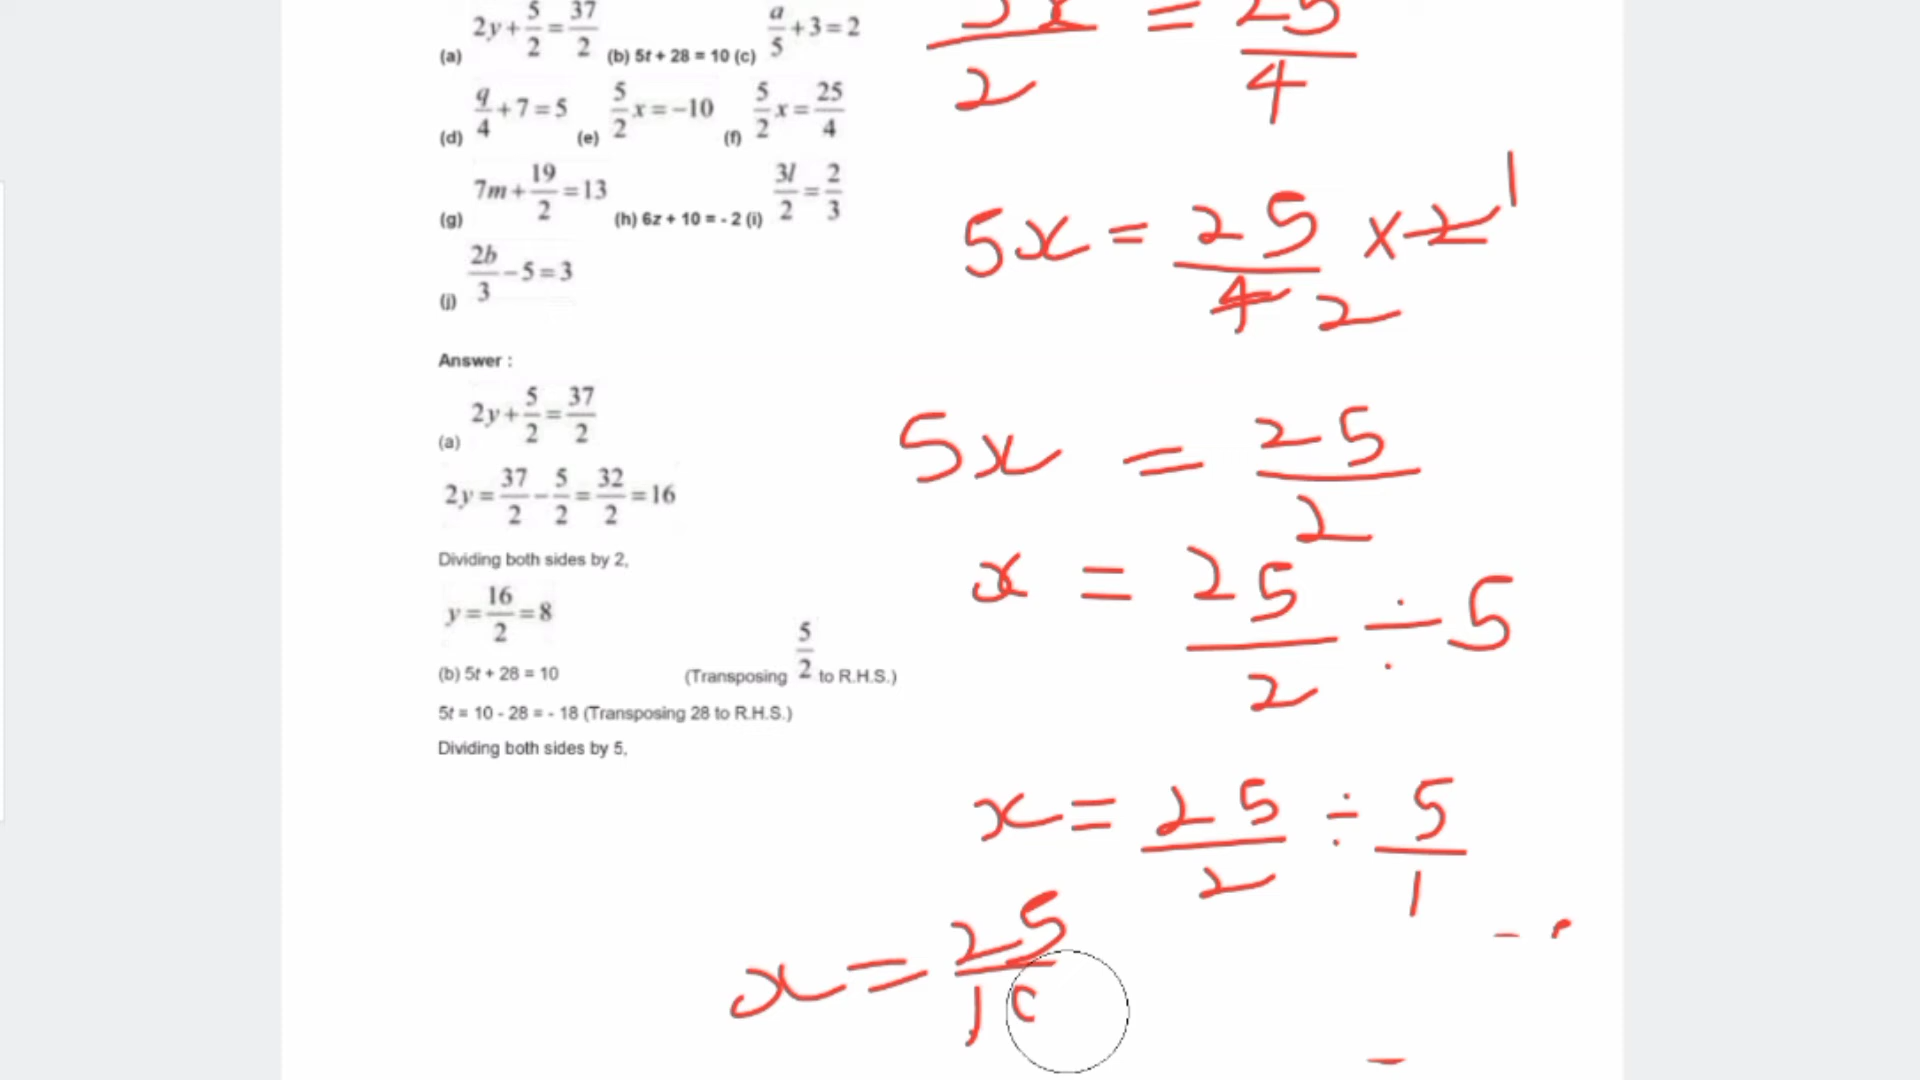 (a) 2y + 5/2 = 37/2 (b) 5t + 28 = 10 (c) a/5 + 3 = 2
(d) q/4 + 7 = 5 (e) 5/2 x = -10 (f) 5/2 x = 25/4
(g) 7m + 19/2 = 13 (h) 6z + 10 = - 2 (i) 3l/2 = 2/3
(j) 2b/3 - 5 = 3
Answer :
(a) 2y + 5/2 = 37/2
2y = 37/2 - 5/2 = 32/2 = 16
Dividing both sides by 2,
y = 16/2 = 8
(b) 5t + 28 = 10 (Transposing 5/2 to R.H.S.)
5t = 10 - 28 = - 18 (Transposing 28 to R.H.S.)
Dividing both sides by 5,
5x/2 = 25/4
5x = 25/4 2 × 2 1
5x = 25/2
x = 25/2 ÷ 5
x = 25/2 ÷ 5/1
x = 25/10